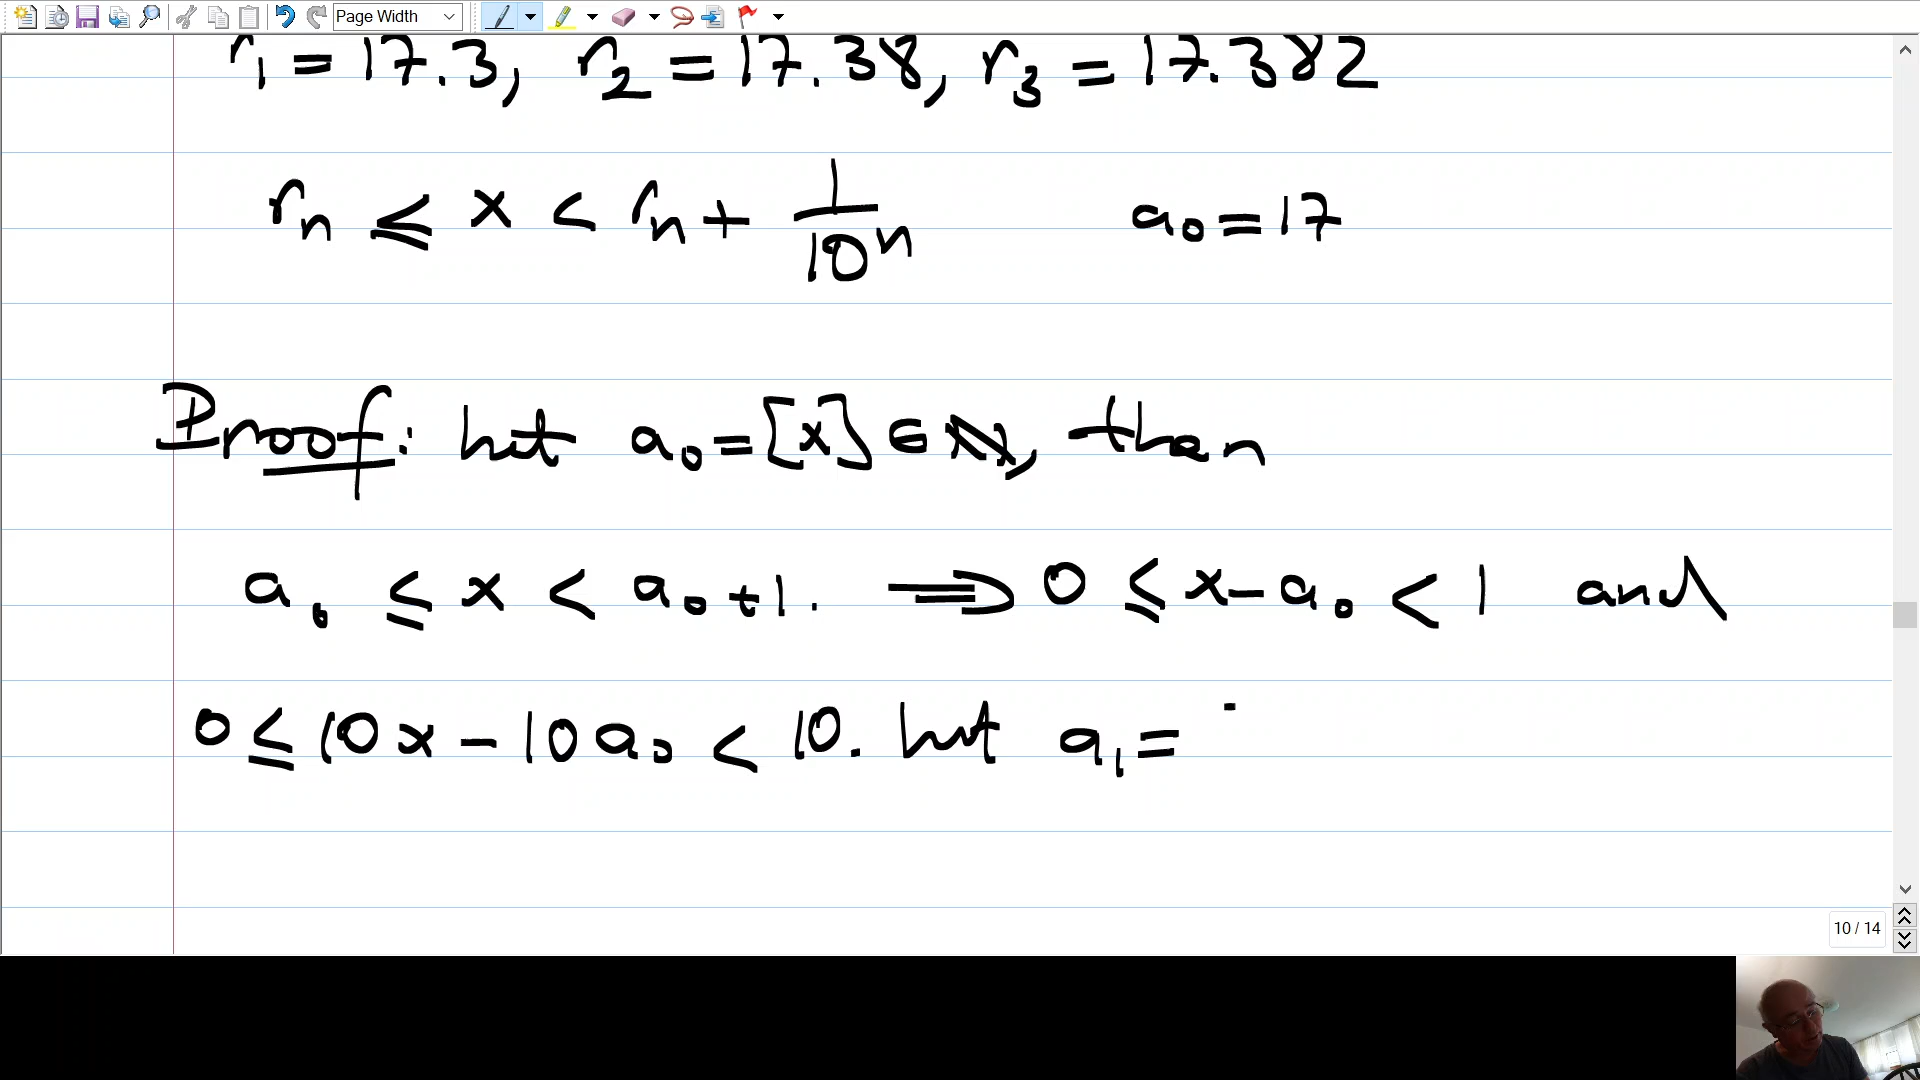 Page Width
r₁ = 17.3, r₂ = 17.38, r₃ = 17.382
rₙ ≤ x < rₙ + 1/10ⁿ a₀ = 17
Proof: Let a₀ = [x] ∈ ℕ, then
a₀ ≤ x < a₀ + 1. ⟹ 0 ≤ x − a₀ < 1 and
0 ≤ 10x − 10a₀ < 10. Let a₁ =
10 / 14